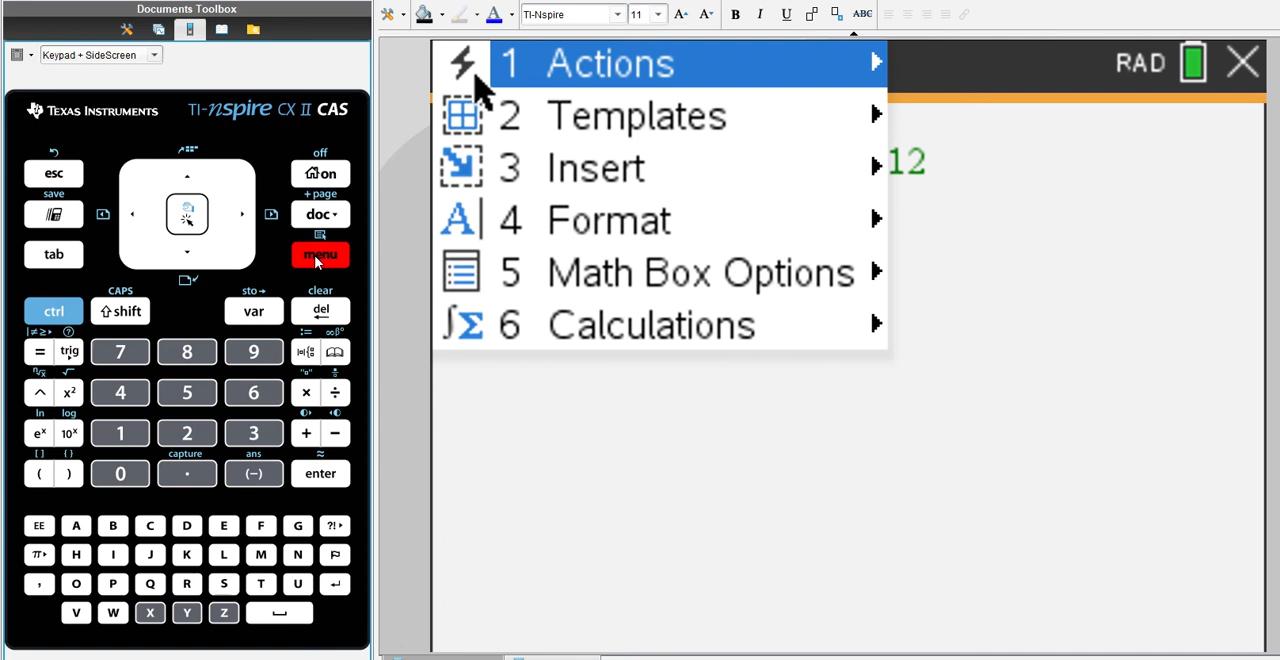 Documents Toolbox
Keypad + SideScreen
TI-Nspire
11
B I U ABC
TEXAS INSTRUMENTS TI-nspire CX II CAS
off
esc on
save + page
doc
tab menu
CAPS sto→ clear
ctrl shift var del
= trig 7 8 9
^ x² 4 5 6 × ÷
ln log
eˣ 10ˣ 1 2 3 + −
[ ] { } capture ans ≈
( ) 0 . (−) enter
EE A B C D E F G ?!
π H I J K L M N
, O P Q R S T U
V W X Y Z
1 Actions
2 Templates
3 Insert
4 Format
5 Math Box Options
6 Calculations
RAD
12